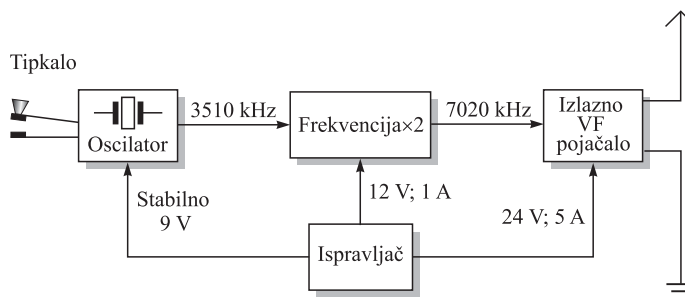 Tipkalo
Oscilator
3510 kHz
Frekvencija×2
7020 kHz
Izlazno
VF
pojačalo
Stabilno
9 V
12 V; 1 A
24 V; 5 A
Ispravljač